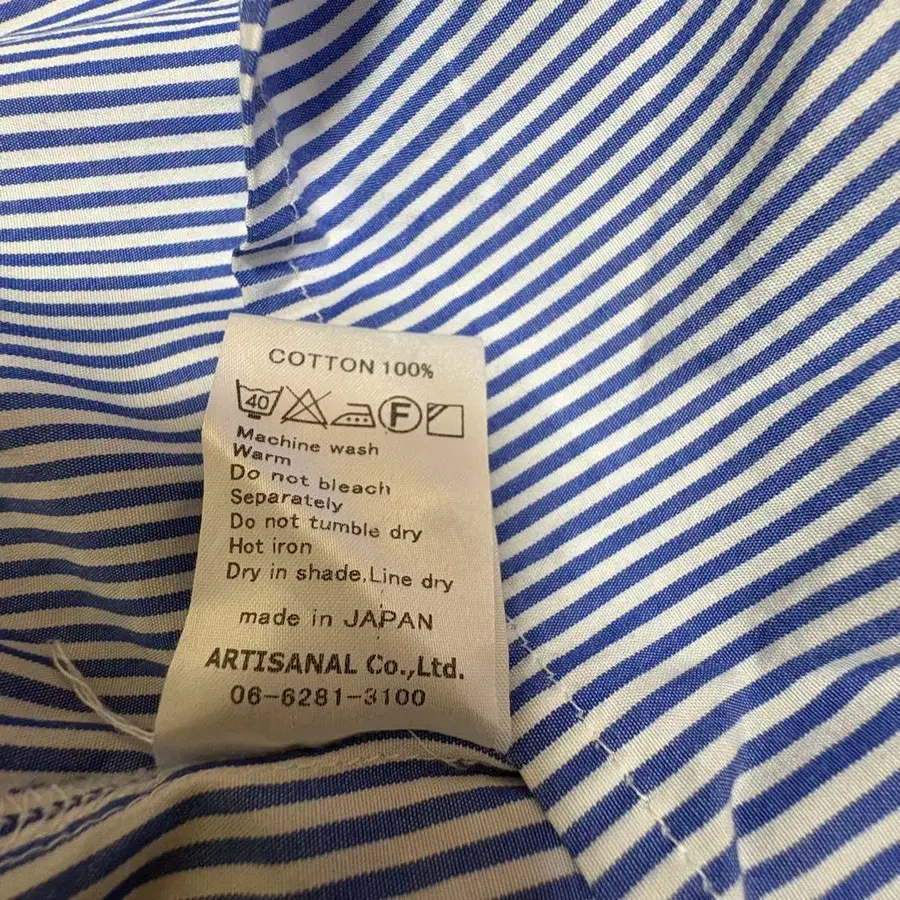 COTTON 100%
40 F
Machine wash
Warm
Do not bleach
Separately
Do not tumble dry
Hot iron
Dry in shade,Line dry
made in JAPAN
ARTISANAL Co.,Ltd.
06-6281-3100